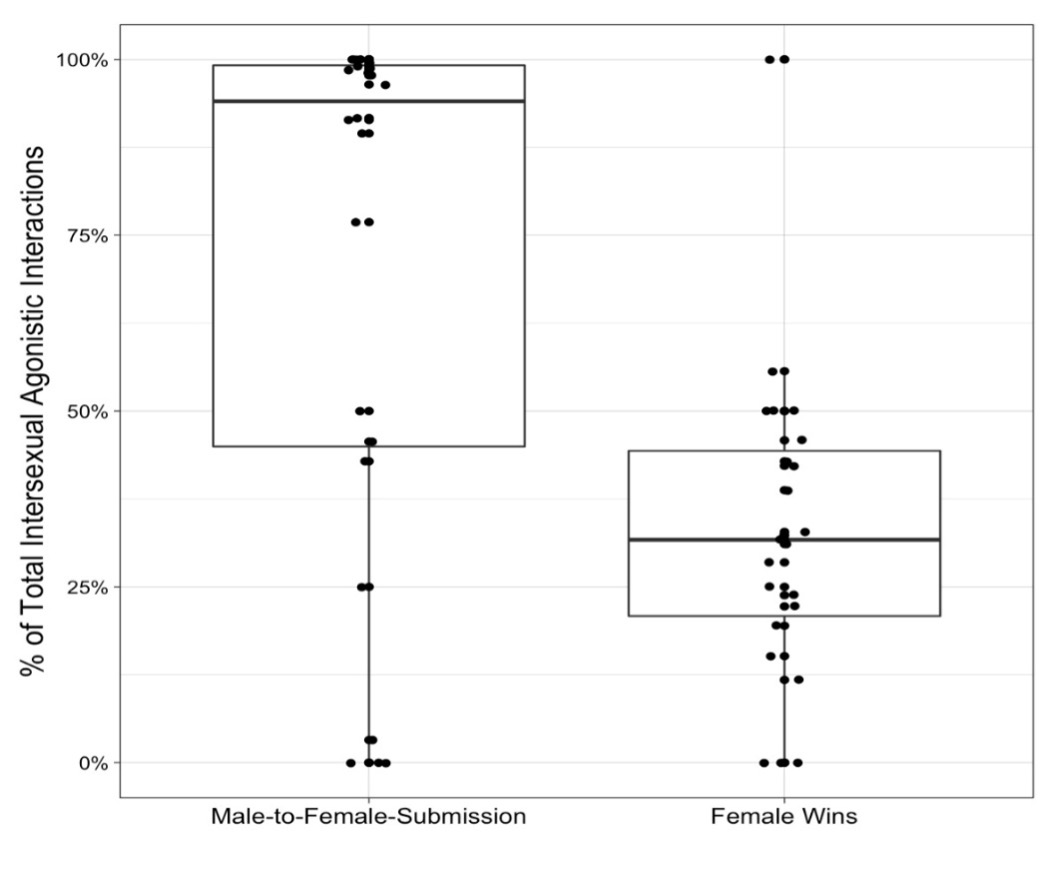 % of Total Intersexual Agonistic Interactions
100%
75%
50%
25%
0%
Male-to-Female-Submission
Female Wins